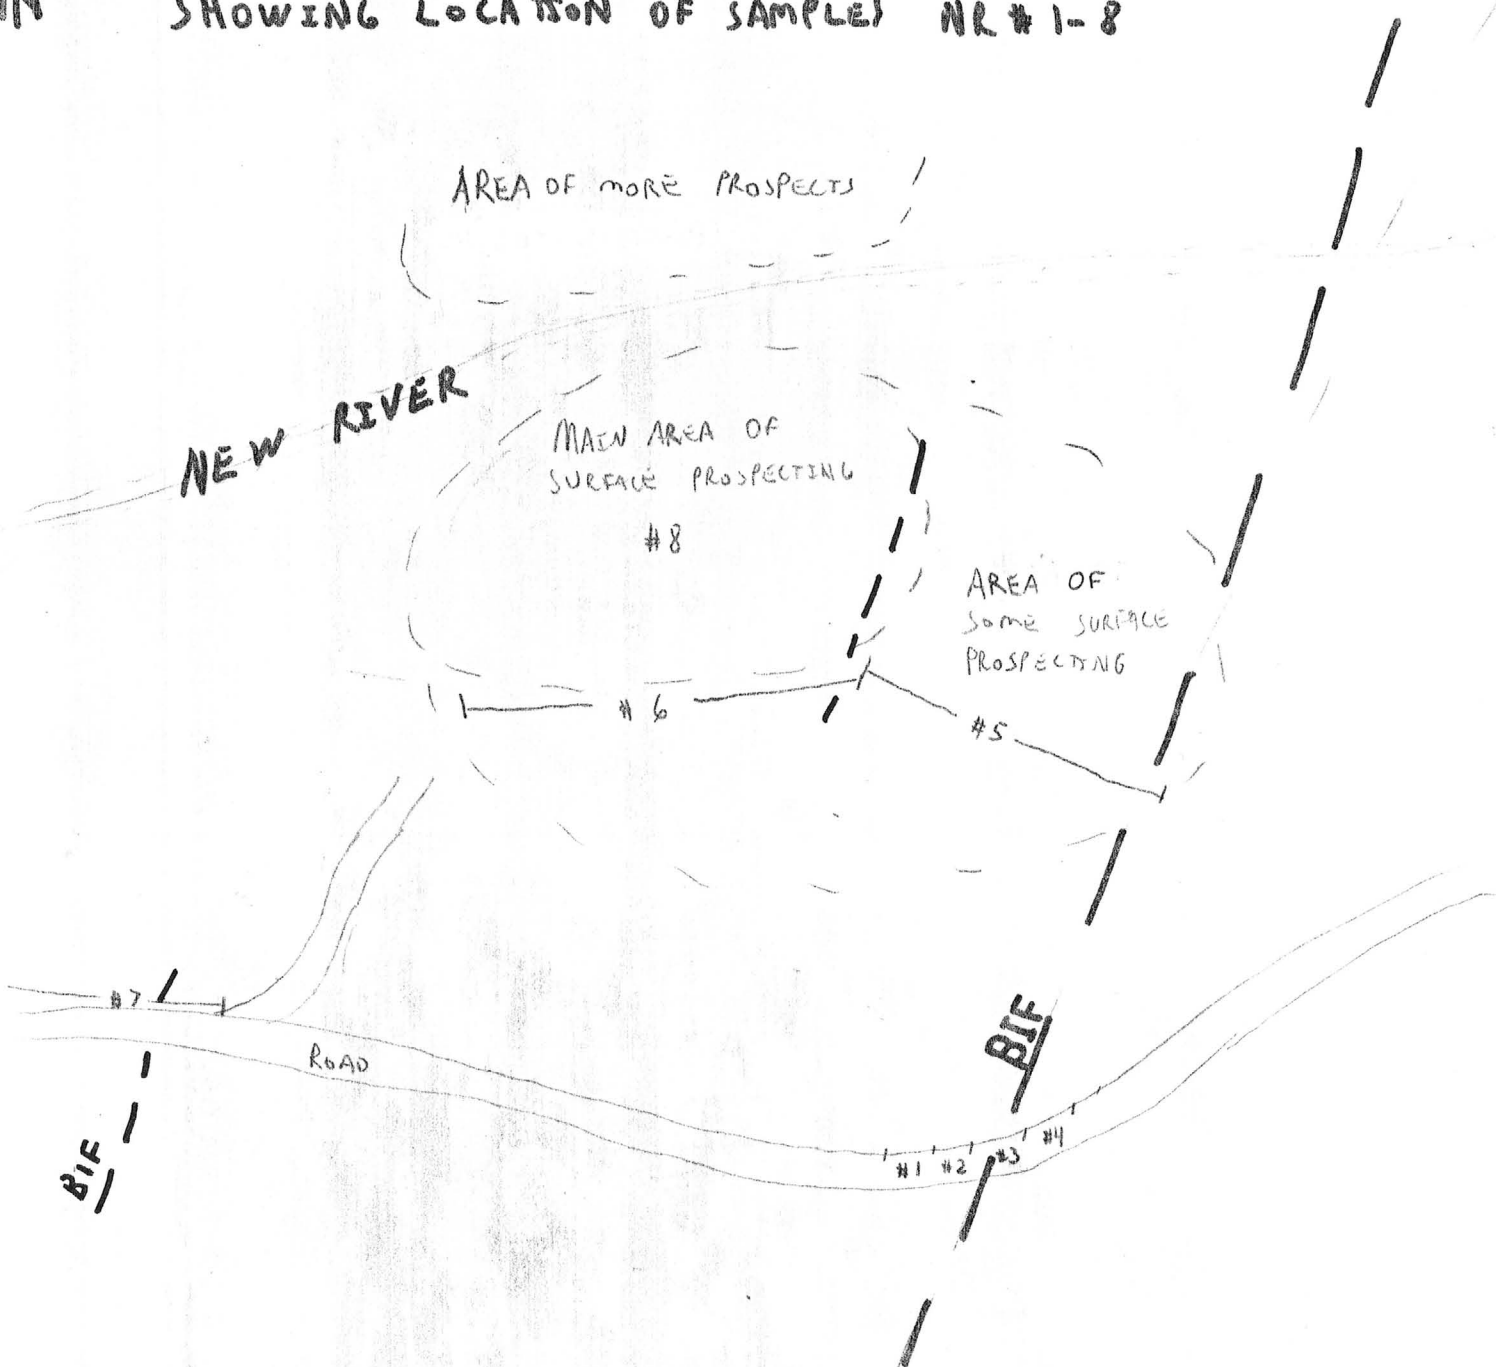 SHOWING LOCATION OF SAMPLES NR # 1-8
AREA OF MORE PROSPECTS
NEW RIVER
MAIN AREA OF
SURFACE PROSPECTING
#8
AREA OF
SOME SURFACE
PROSPECTING
# 6
#5
#7
ROAD
BIF
BIF
#1 #2 #3 #4